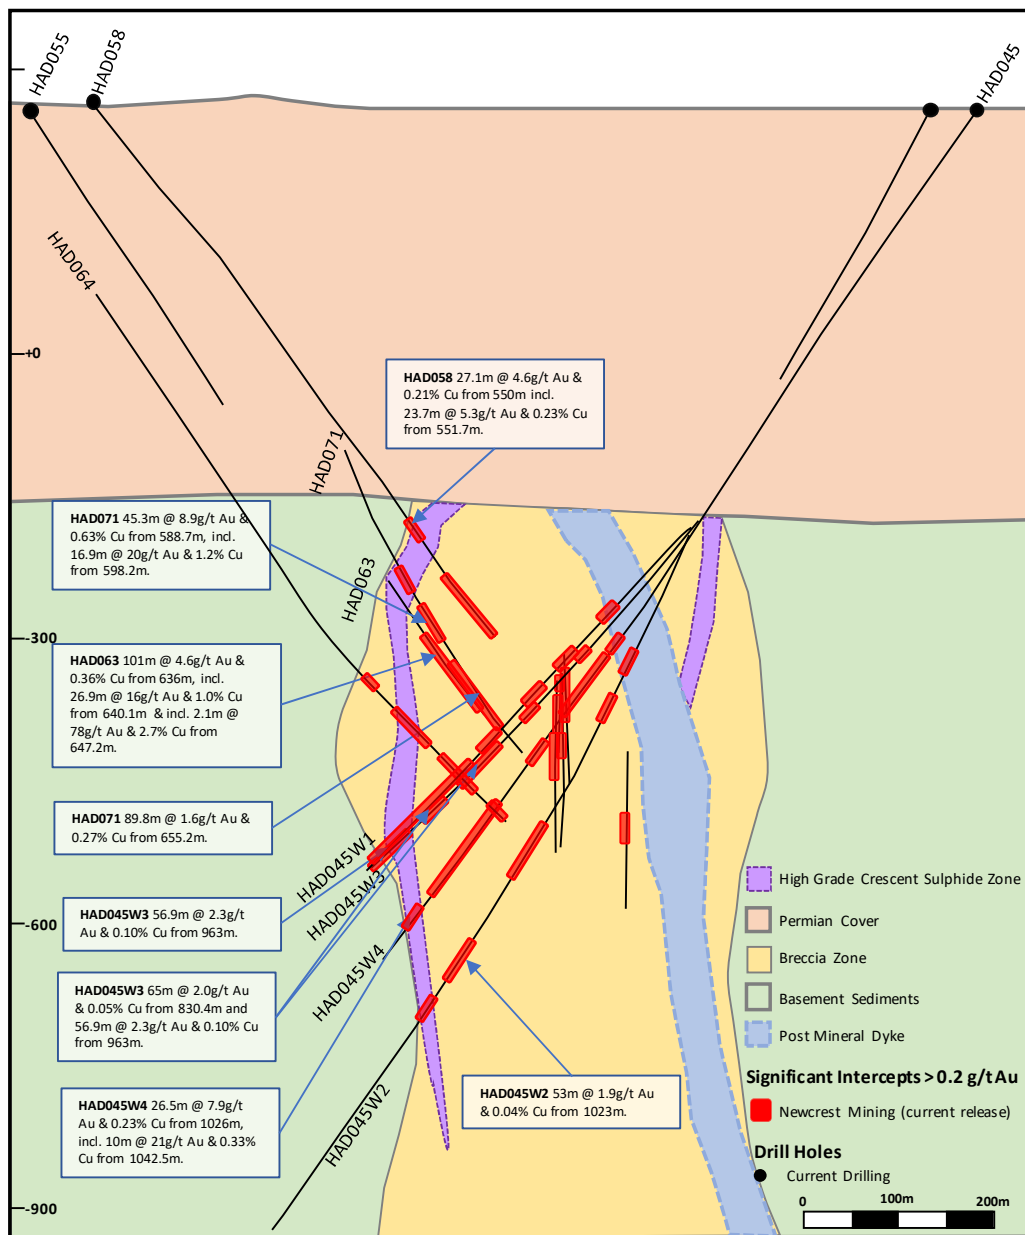 HAD055
HAD058
HAD045
HAD064
+0
HAD058 27.1m @ 4.6g/t Au &
0.21% Cu from 550m incl.
23.7m @ 5.3g/t Au & 0.23% Cu
from 551.7m.
HAD071
HAD071 45.3m @ 8.9g/t Au &
0.63% Cu from 588.7m, incl.
16.9m @ 20g/t Au & 1.2% Cu
from 598.2m.
HAD063
-300
HAD063 101m @ 4.6g/t Au &
0.36% Cu from 636m, incl.
26.9m @ 16g/t Au & 1.0% Cu
from 640.1m & incl. 2.1m @
78g/t Au & 2.7% Cu from
647.2m.
HAD071 89.8m @ 1.6g/t Au &
0.27% Cu from 655.2m.
HAD045W1
HAD045W3
HAD045W3 56.9m @ 2.3g/t
Au & 0.10% Cu from 963m.
-600
HAD045W4
HAD045W3 65m @ 2.0g/t Au
& 0.05% Cu from 830.4m and
56.9m @ 2.3g/t Au & 0.10% Cu
from 963m.
HAD045W4 26.5m @ 7.9g/t
Au & 0.23% Cu from 1026m,
incl. 10m @ 21g/t Au & 0.33%
Cu from 1042.5m.
HAD045W2
HAD045W2 53m @ 1.9g/t Au
& 0.04% Cu from 1023m.
-900
High Grade Crescent Sulphide Zone
Permian Cover
Breccia Zone
Basement Sediments
Post Mineral Dyke
Significant Intercepts > 0.2 g/t Au
Newcrest Mining (current release)
Drill Holes
Current Drilling
0 100m 200m